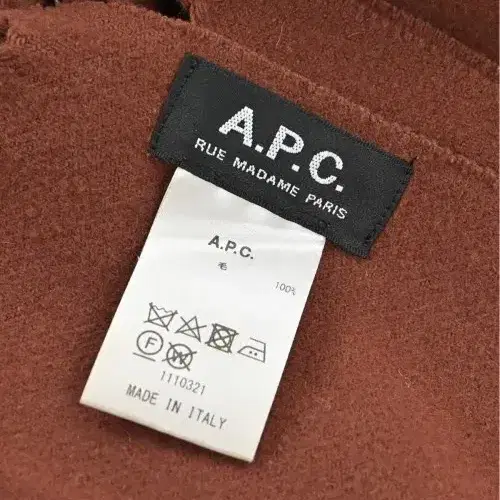 A.P.C.
RUE MADAME PARIS
A.P.C.
毛 100%
F W
1110321
MADE IN ITALY